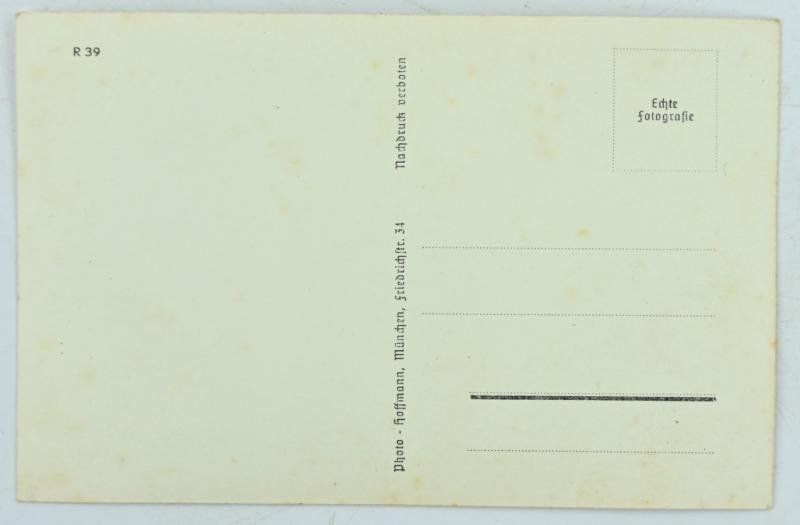 R 39
Nachdruck verboten
Photo - Hoffmann, München, Friedrichstr. 34
Echte
Fotografie